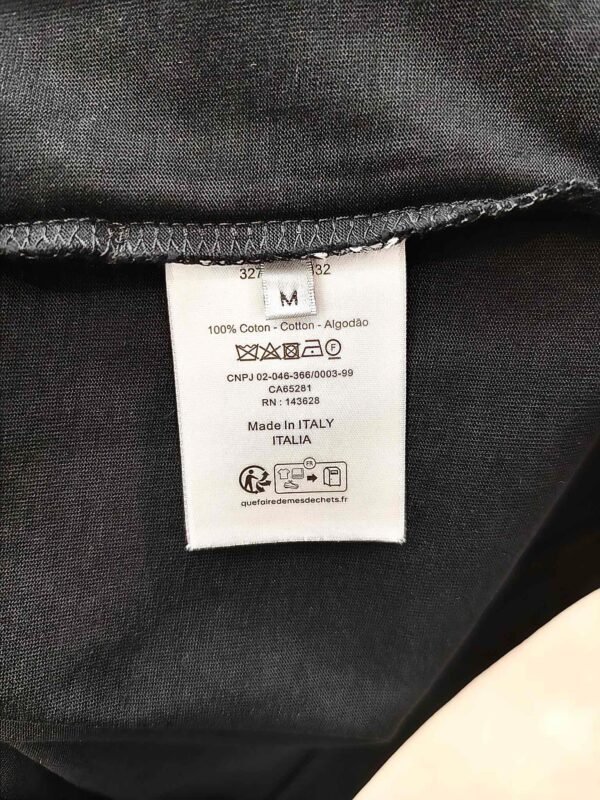 327 32
M
100% Coton - Cotton - Algodão
F
CNPJ 02-046-366/0003-99
CA65281
RN : 143628
Made In ITALY
ITALIA
FR
quefairedemesdechets.fr